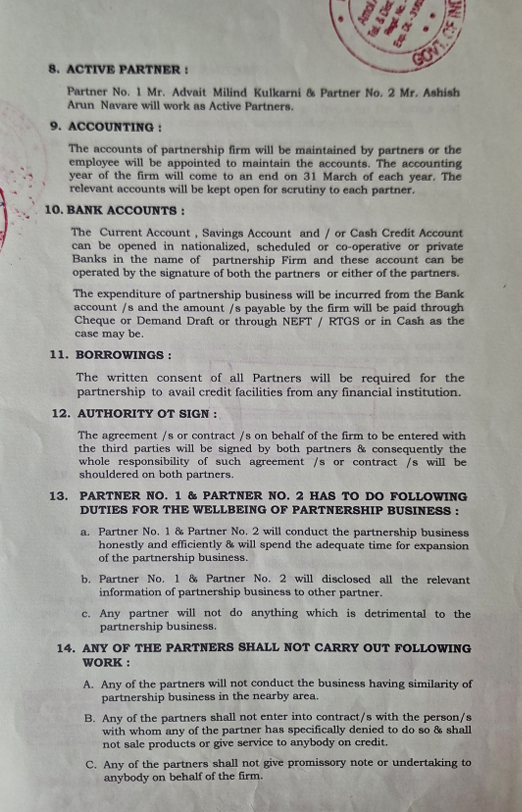 Tal. & Dist.
Regd. No.
GOVT. OF IN
8. ACTIVE PARTNER :
Partner No. 1 Mr. Advait Milind Kulkarni & Partner No. 2 Mr. Ashish
Arun Navare will work as Active Partners.
9. ACCOUNTING :
The accounts of partnership firm will be maintained by partners or the
employee will be appointed to maintain the accounts. The accounting
year of the firm will come to an end on 31 March of each year. The
relevant accounts will be kept open for scrutiny to each partner.
10. BANK ACCOUNTS :
The Current Account , Savings Account and / or Cash Credit Account
can be opened in nationalized, scheduled or co-operative or private
Banks in the name of partnership Firm and these account can be
operated by the signature of both the partners or either of the partners.
The expenditure of partnership business will be incurred from the Bank
account /s and the amount /s payable by the firm will be paid through
Cheque or Demand Draft or through NEFT / RTGS or in Cash as the
case may be.
11. BORROWINGS :
The written consent of all Partners will be required for the
partnership to avail credit facilities from any financial institution.
12. AUTHORITY OT SIGN :
The agreement /s or contract /s on behalf of the firm to be entered with
the third parties will be signed by both partners & consequently the
whole responsibility of such agreement /s or contract /s will be
shouldered on both partners.
13. PARTNER NO. 1 & PARTNER NO. 2 HAS TO DO FOLLOWING
DUTIES FOR THE WELLBEING OF PARTNERSHIP BUSINESS :
a. Partner No. 1 & Partner No. 2 will conduct the partnership business
honestly and efficiently & will spend the adequate time for expansion
of the partnership business.
b. Partner No. 1 & Partner No. 2 will disclosed all the relevant
information of partnership business to other partner.
c. Any partner will not do anything which is detrimental to the
partnership business.
14. ANY OF THE PARTNERS SHALL NOT CARRY OUT FOLLOWING
WORK :
A. Any of the partners will not conduct the business having similarity of
partnership business in the nearby area.
B. Any of the partners shall not enter into contract/s with the person/s
with whom any of the partner has specifically denied to do so & shall
not sale products or give service to anybody on credit.
C. Any of the partners shall not give promissory note or undertaking to
anybody on behalf of the firm.